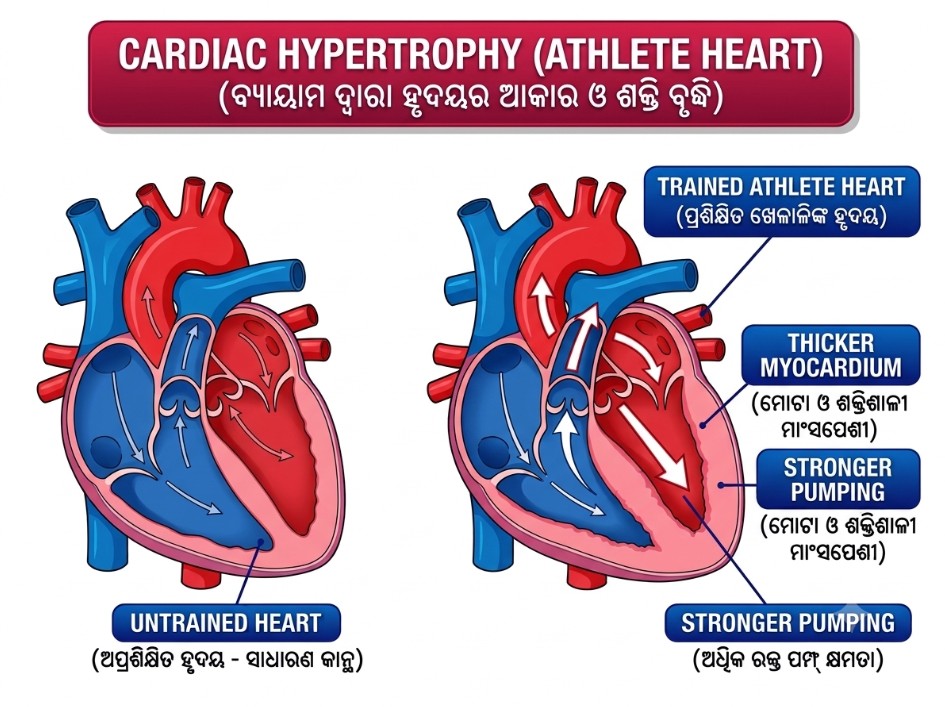 CARDIAC HYPERTROPHY (ATHLETE HEART)
(ବ୍ୟାୟାମ ଦ୍ୱାରା ହୃଦୟର ଆକାର ଓ ଶକ୍ତି ବୃଦ୍ଧି)
TRAINED ATHLETE HEART
(ପ୍ରଶିକ୍ଷିତ ଖେଳାଳିଙ୍କ ହୃଦୟ)
THICKER
MYOCARDIUM
(ମୋଟା ଓ ଶକ୍ତିଶାଳୀ
ମାଂସପେଶୀ)
STRONGER
PUMPING
(ମୋଟା ଓ ଶକ୍ତିଶାଳୀ
ମାଂସପେଶୀ)
UNTRAINED HEART
(ଅପ୍ରଶିକ୍ଷିତ ହୃଦୟ - ସାଧାରଣ କାନ୍ଥ)
STRONGER PUMPING
(ଅଧିକ ରକ୍ତ ପମ୍ପ୍ କ୍ଷମତା)